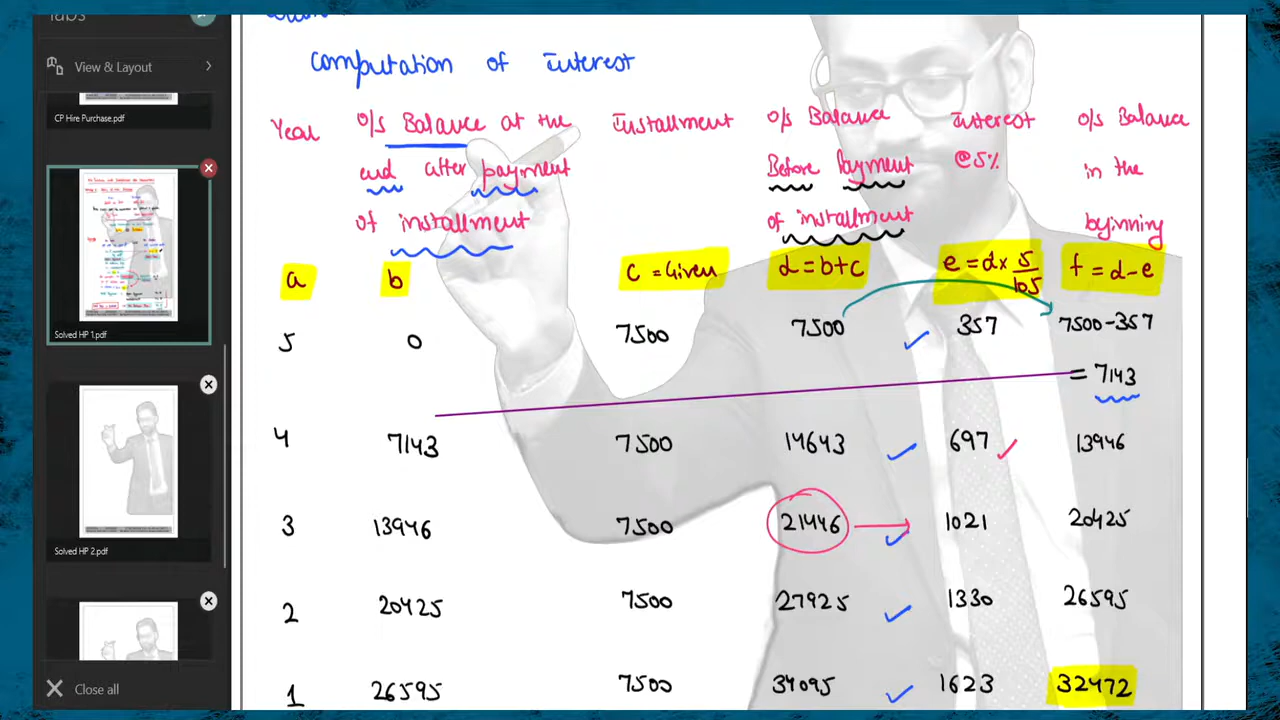 Tabs
View & Layout
CP Hire Purchase.pdf
Solved HP 1.pdf
Solved HP 2.pdf
Close all
Computation of Interest
Year
O/s Balance at the
end after payment
of installment
Installment
O/s Balance
Before Payment
of installment
Interest
@5%
O/s Balance
in the
beginning
a
b
c = Given
d = b+c
e = d × 5/105
f = d-e
5 0 7500 7500 357 7500-357
= 7143
4 7143 7500 14643 697 13946
3 13946 7500 21446 1021 20425
2 20425 7500 27925 1330 26595
1 26595 7500 34095 1623 32472